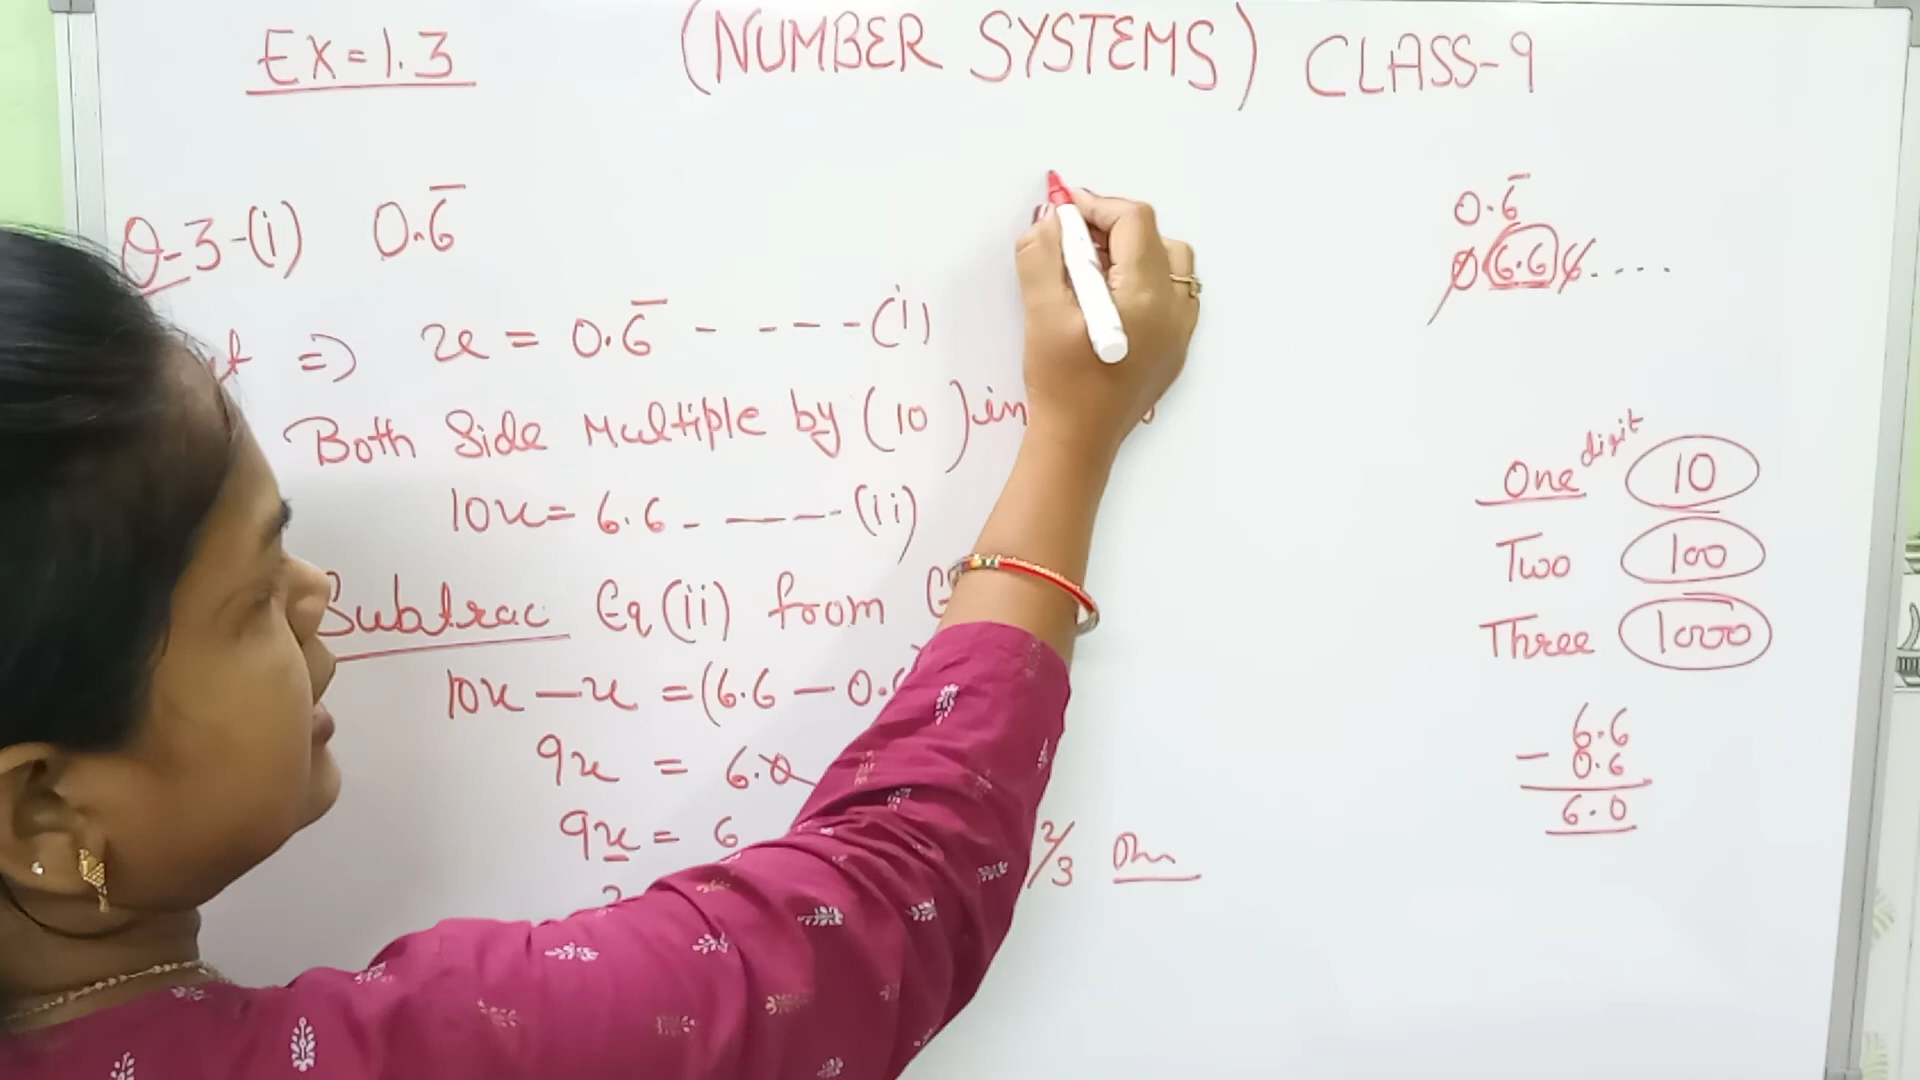 EX=1.3
(NUMBER SYSTEMS) CLASS-9
Q-3-(i) 0.6̅
=> x = 0.6̅ - - - - -(i)
Both Side Multiple by (10) in
10x = 6.6 - - - - (ii)
Subtrac Eq(ii) from
10x - x = (6.6 - 0.6
9x = 6.0
9x = 6
2/3
0.6̅
0 6.6 6 . . . .
One digit 10
Two 100
Three 1000
6.6
- 0.6
6.0